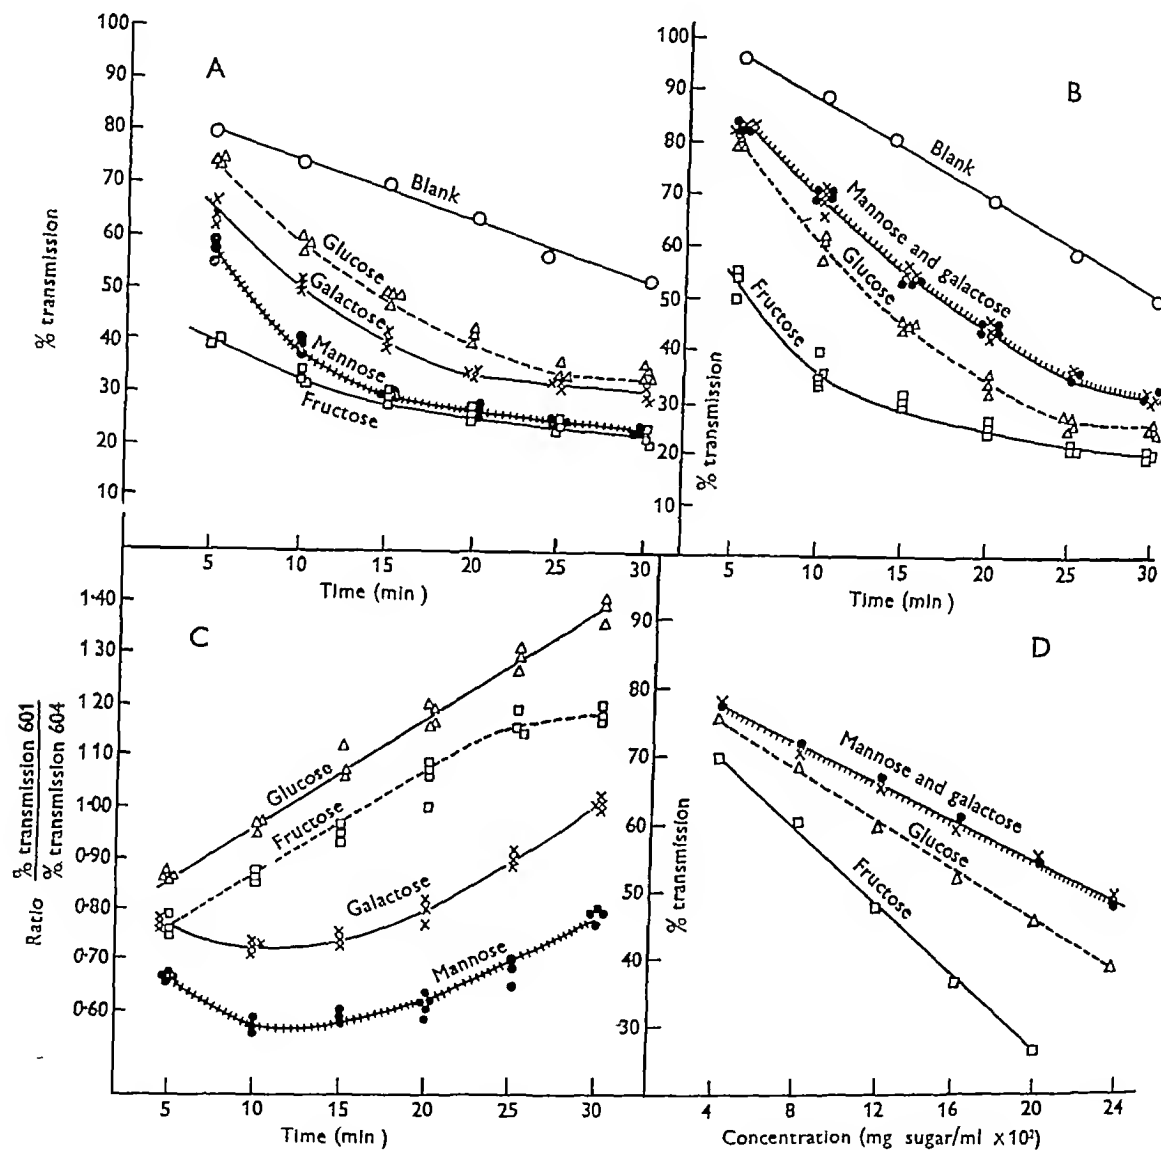 A
100
90
80
70
60
50
40
30
20
10
% transmission
Blank
Glucose
Galactose
Mannose
Fructose
5 10 15 20 25 30
Time (min )
B
100
90
80
70
60
50
40
30
20
10
% transmission
Blank
Mannose and galactose
Glucose
Fructose
5 10 15 20 25 30
Time (min )
C
1·40
1·30
1·20
1·10
1·00
0·90
0·80
0·70
0·60
Ratio % transmission 601
% transmission 604
Glucose
Fructose
Galactose
Mannose
5 10 15 20 25 30
Time (min )
D
90
80
70
60
50
40
30
% transmission
Mannose and galactose
Glucose
Fructose
4 8 12 16 20 24
Concentration (mg sugar/ml ×10²)